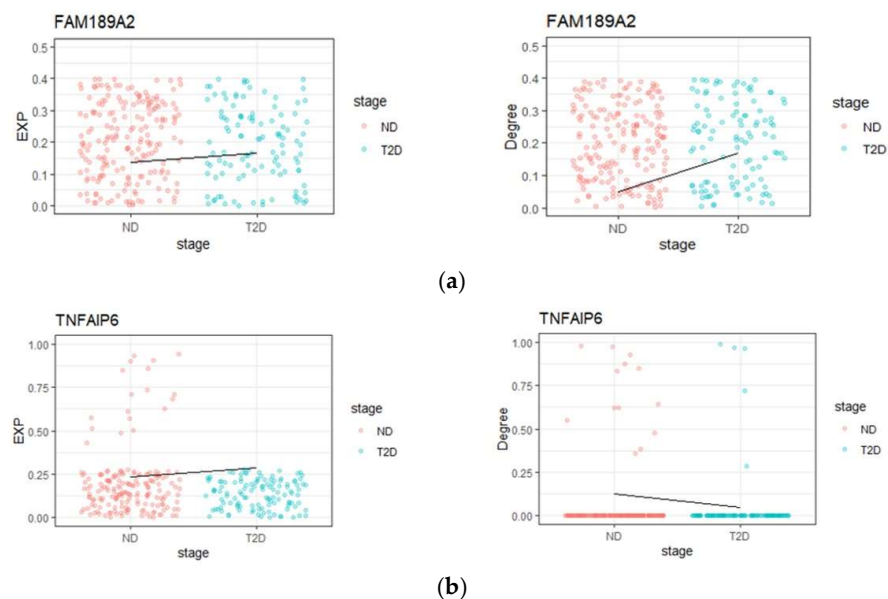 FAM189A2
0.5
0.4
0.3
0.2
0.1
0.0
EXP
ND
T2D
stage
stage
ND
T2D
FAM189A2
0.5
0.4
0.3
0.2
0.1
0
Degree
ND
T2D
stage
stage
ND
T2D
(a)
TNFAIP6
1.00
0.75
0.50
0.25
0.00
EXP
ND
T2D
stage
stage
ND
T2D
TNFAIP6
1.00
0.75
0.50
0.25
0.00
Degree
ND
T2D
stage
stage
ND
T2D
(b)